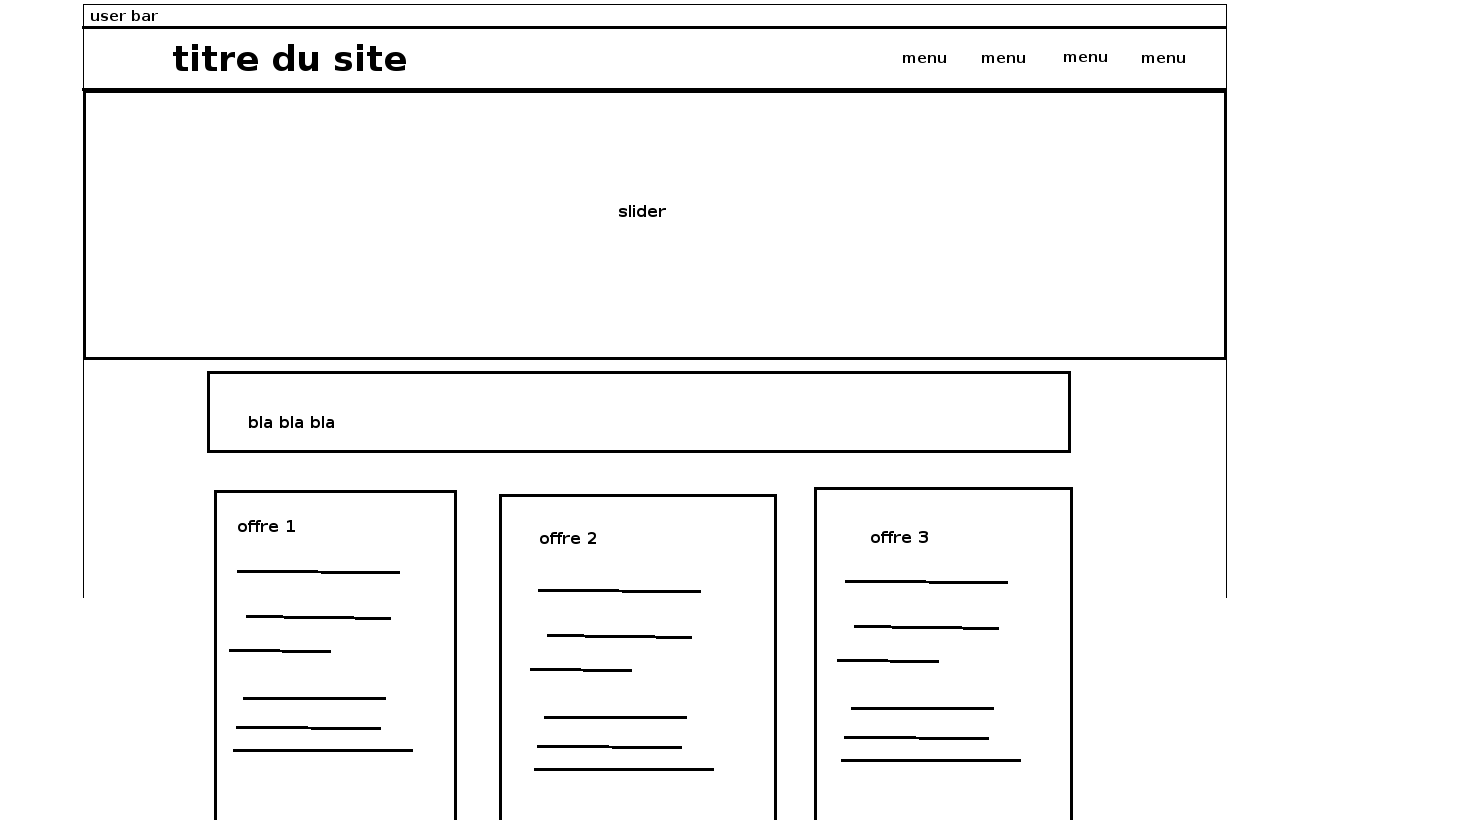 user bar
titre du site
menu menu menu menu
slider
bla bla bla
offre 1
offre 2
offre 3